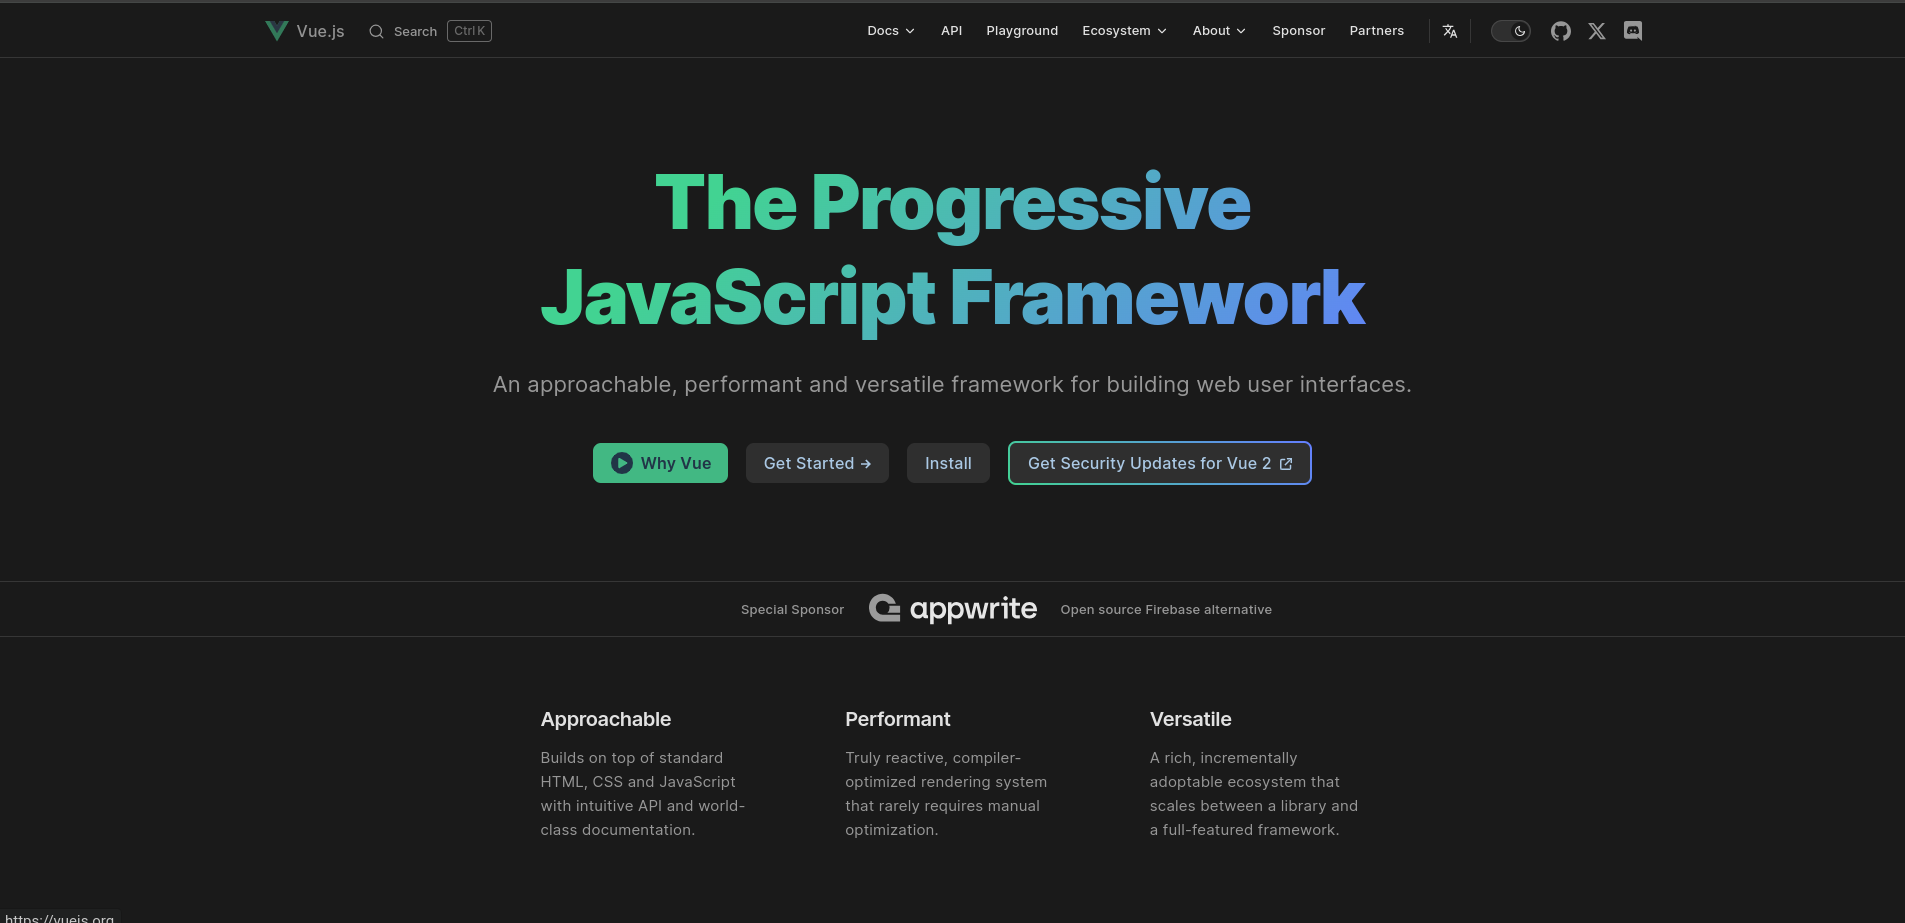 Vue.js Search Ctrl K Docs API Playground Ecosystem About Sponsor Partners
The Progressive
JavaScript Framework
An approachable, performant and versatile framework for building web user interfaces.
Why Vue Get Started → Install Get Security Updates for Vue 2
Special Sponsor appwrite Open source Firebase alternative
Approachable
Builds on top of standard
HTML, CSS and JavaScript
with intuitive API and world-
class documentation.
Performant
Truly reactive, compiler-
optimized rendering system
that rarely requires manual
optimization.
Versatile
A rich, incrementally
adoptable ecosystem that
scales between a library and
a full-featured framework.
https://vuejs.org